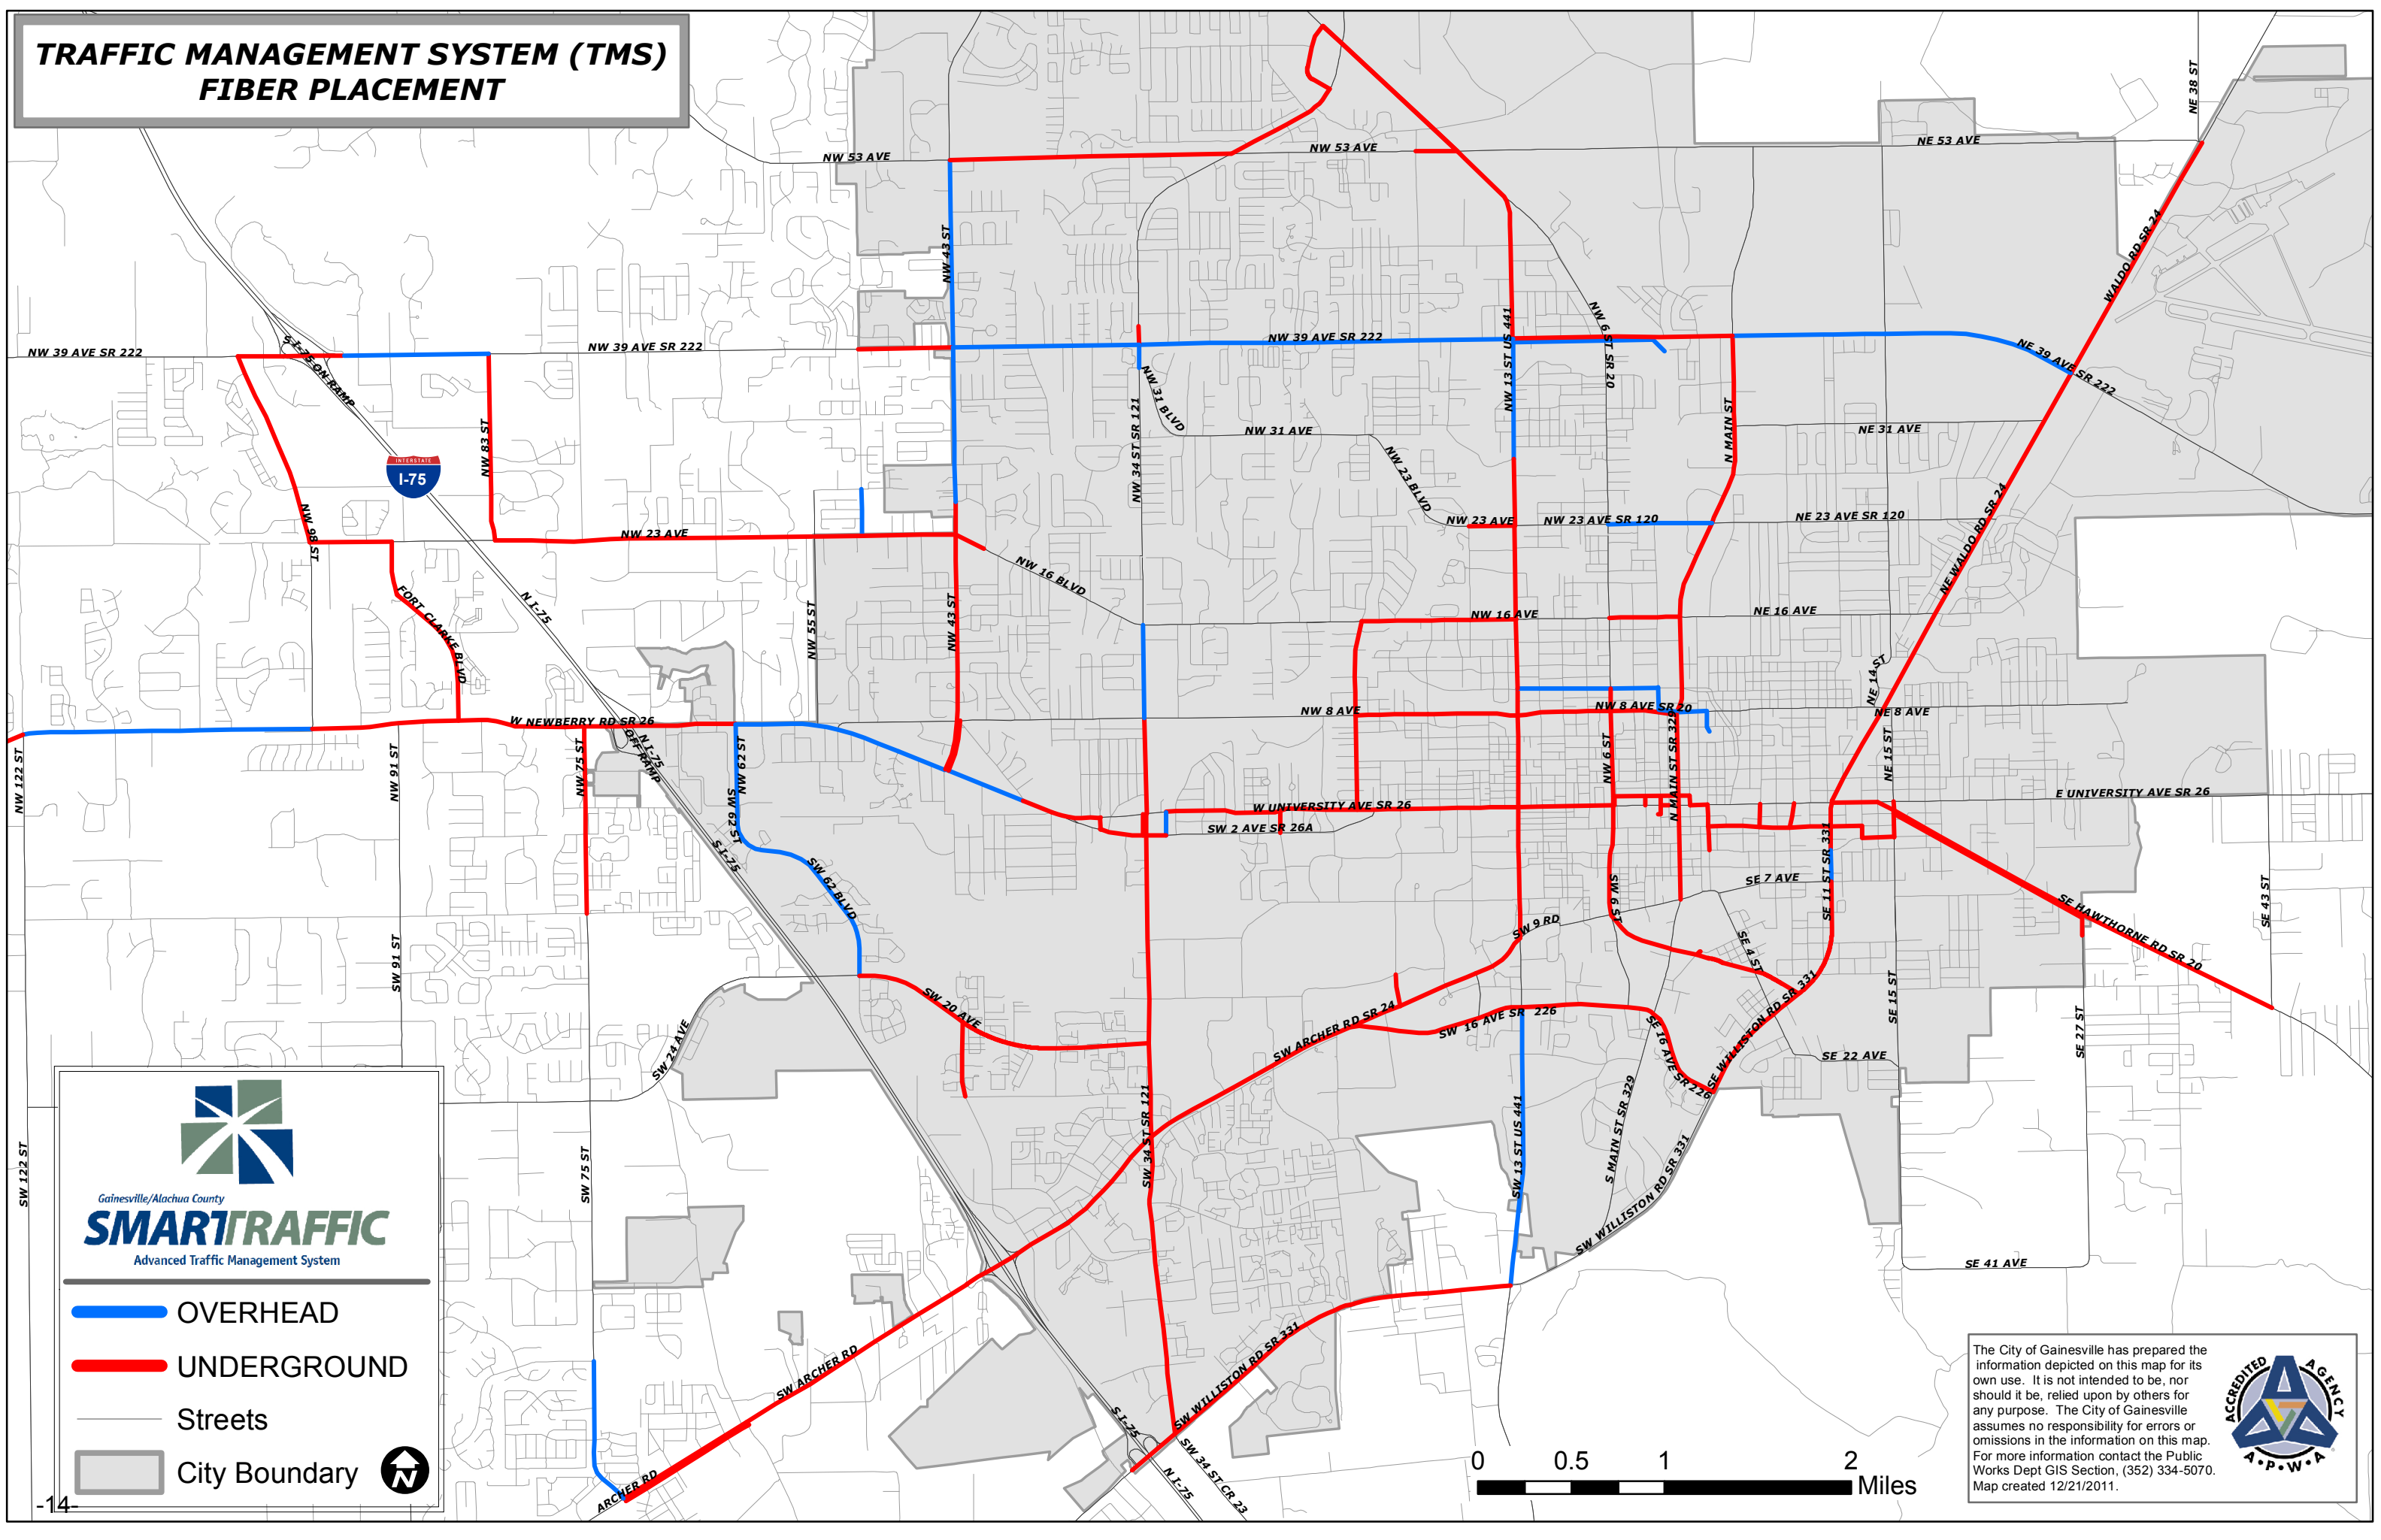 TRAFFIC MANAGEMENT SYSTEM (TMS)
FIBER PLACEMENT
NE 38 ST
NW 53 AVE
NW 53 AVE
NE 53 AVE
NW 43 ST
WALDO RD SR 24
NW 39 AVE SR 222
S I-75 ON RAMP
NW 39 AVE SR 222
NW 39 AVE SR 222
NW 13 ST US 441
NW 6 ST SR 20
NE 39 AVE SR 222
NW 31 BLVD
NW 34 ST SR 121
NW 31 AVE
N MAIN ST
NE 31 AVE
NW 83 ST
INTERSTATE
I-75
NW 23 BLVD
NW 98 ST
NW 23 AVE
NW 23 AVE
NW 23 AVE SR 120
NE 23 AVE SR 120
NE WALDO RD SR 24
NW 16 BLVD
FORT CLARKE BLVD
N I-75
NW 55 ST
NW 43 ST
NW 16 AVE
NE 16 AVE
NE 14 ST
W NEWBERRY RD SR 26
NW 8 AVE
NW 8 AVE SR 20
NE 8 AVE
NW 122 ST
NW 91 ST
NW 75 ST
N I-75
OFF RAMP
NW 62 ST
SW 62 ST
NW 6 ST
N MAIN ST SR 329
NE 15 ST
W UNIVERSITY AVE SR 26
E UNIVERSITY AVE SR 26
SW 2 AVE SR 26A
S I-75
SW 62 BLVD
SE 7 AVE
SE 11 ST SR 331
SW 6 ST
SW 9 RD
SE 4 ST
SE 43 ST
SE HAWTHORNE RD SR 20
SW 91 ST
SW 20 AVE
SW 24 AVE
SW ARCHER RD SR 24
SW 16 AVE SR 226
SE 16 AVE SR 226
SE WILLISTON RD SR 331
SE 15 ST
SE 27 ST
SE 22 AVE
SW 34 ST SR 121
SW 13 ST US 441
S MAIN ST SR 329
SW WILLISTON RD SR 331
SE 41 AVE
SW 122 ST
SW 75 ST
SW ARCHER RD
ARCHER RD
SW WILLISTON RD SR 331
S I-75
N I-75
SW 34 ST CR 23
Gainesville/Alachua County
SMARTTRAFFIC
Advanced Traffic Management System
OVERHEAD
UNDERGROUND
Streets
City Boundary
N
-14-
0 0.5 1 2
Miles
The City of Gainesville has prepared the
information depicted on this map for its
own use. It is not intended to be, nor
should it be, relied upon by others for
any purpose. The City of Gainesville
assumes no responsibility for errors or
omissions in the information on this map.
For more information contact the Public
Works Dept GIS Section, (352) 334-5070.
Map created 12/21/2011.
ACCREDITED AGENCY
A•P•W•A